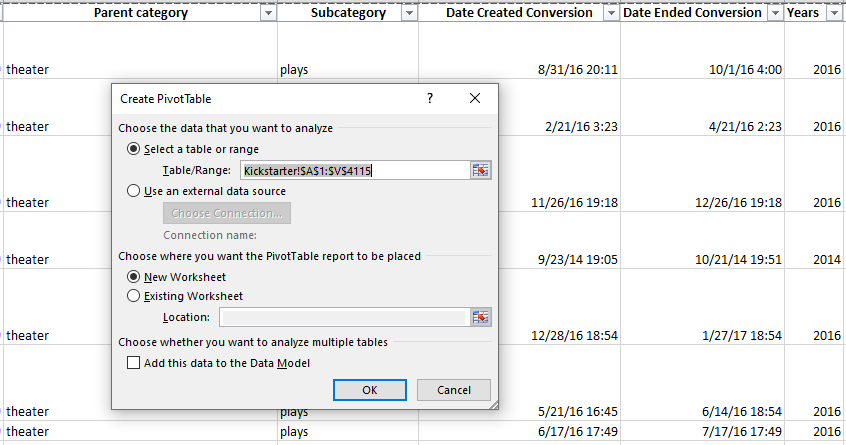 Parent category Subcategory Date Created Conversion Date Ended Conversion Years
theater plays 8/31/16 20:11 10/1/16 4:00 2016
Create PivotTable ? ×
theater 2/21/16 3:23 4/21/16 2:23 2016
Choose the data that you want to analyze
Select a table or range
Table/Range: Kickstarter!$A$1:$V$4115
Use an external data source
theater 11/26/16 19:18 12/26/16 19:18 2016
Choose Connection...
Connection name:
Choose where you want the PivotTable report to be placed
theater 9/23/14 19:05 10/21/14 19:51 2014
New Worksheet
Existing Worksheet
Location:
theater 12/28/16 18:54 1/27/17 18:54 2016
Choose whether you want to analyze multiple tables
Add this data to the Data Model
OK Cancel
theater plays 5/21/16 16:45 6/14/16 18:54 2016
theater plays 6/17/16 17:49 7/17/16 17:49 2016